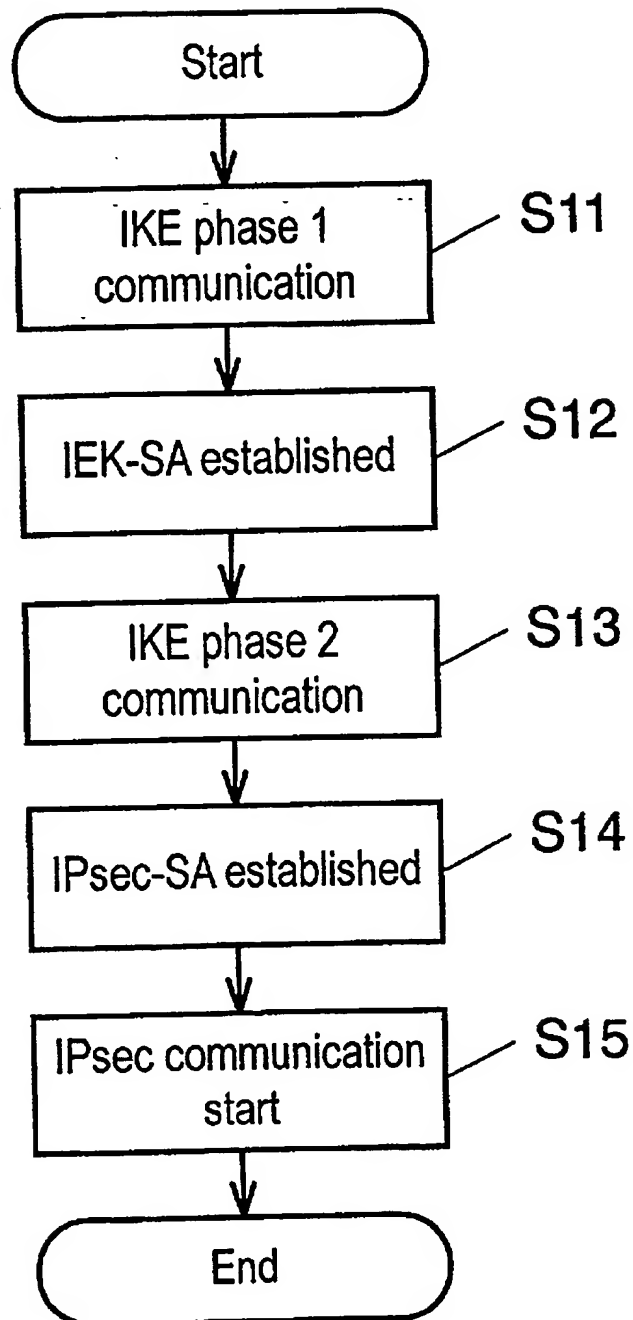 Start
IKE phase 1
communication
S11
IEK-SA established
S12
IKE phase 2
communication
S13
IPsec-SA established
S14
IPsec communication
start
S15
End